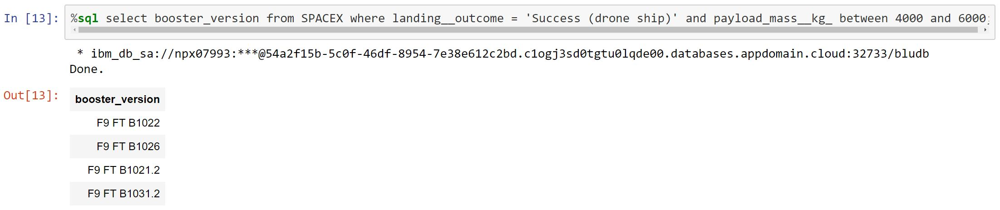 In [13]: %sql select booster_version from SPACEX where landing__outcome = 'Success (drone ship)' and payload_mass__kg_ between 4000 and 6000;
* ibm_db_sa://npx07993:***@54a2f15b-5c0f-46df-8954-7e38e612c2bd.c1ogj3sd0tgtu0lqde00.databases.appdomain.cloud:32733/bludb
Done.
Out[13]:
booster_version
F9 FT B1022
F9 FT B1026
F9 FT B1021.2
F9 FT B1031.2